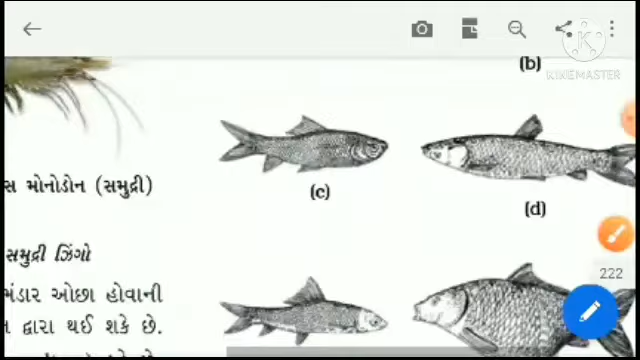 (b)
KINEMASTER
(c)
(d)
સ મોનોડોન (સમુદ્રી)
222
સમુદ્રી ઝિંગો
ભંડાર ઓછા હોવાની
દ્વારા થઈ શકે છે.